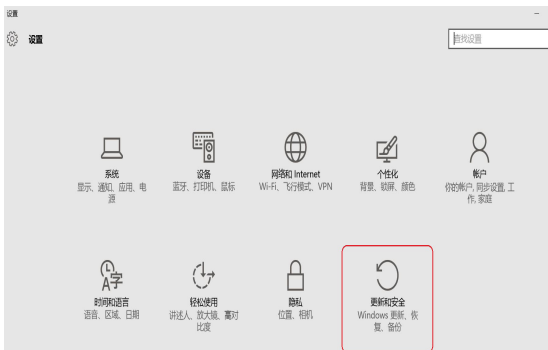 设置
设置
查找设置
系统
显示、通知、应用、电
源
设备
蓝牙、打印机、鼠标
网络和 Internet
Wi-Fi、飞行模式、VPN
个性化
背景、锁屏、颜色
帐户
你的帐户、同步设置、工
作、家庭
时间和语言
语音、区域、日期
轻松使用
讲述人、放大镜、高对
比度
隐私
位置、相机
更新和安全
Windows 更新、恢
复、备份